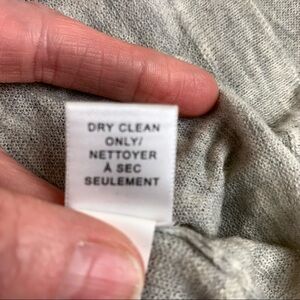 DRY CLEAN
ONLY/
NETTOYER
À SEC
SEULEMENT